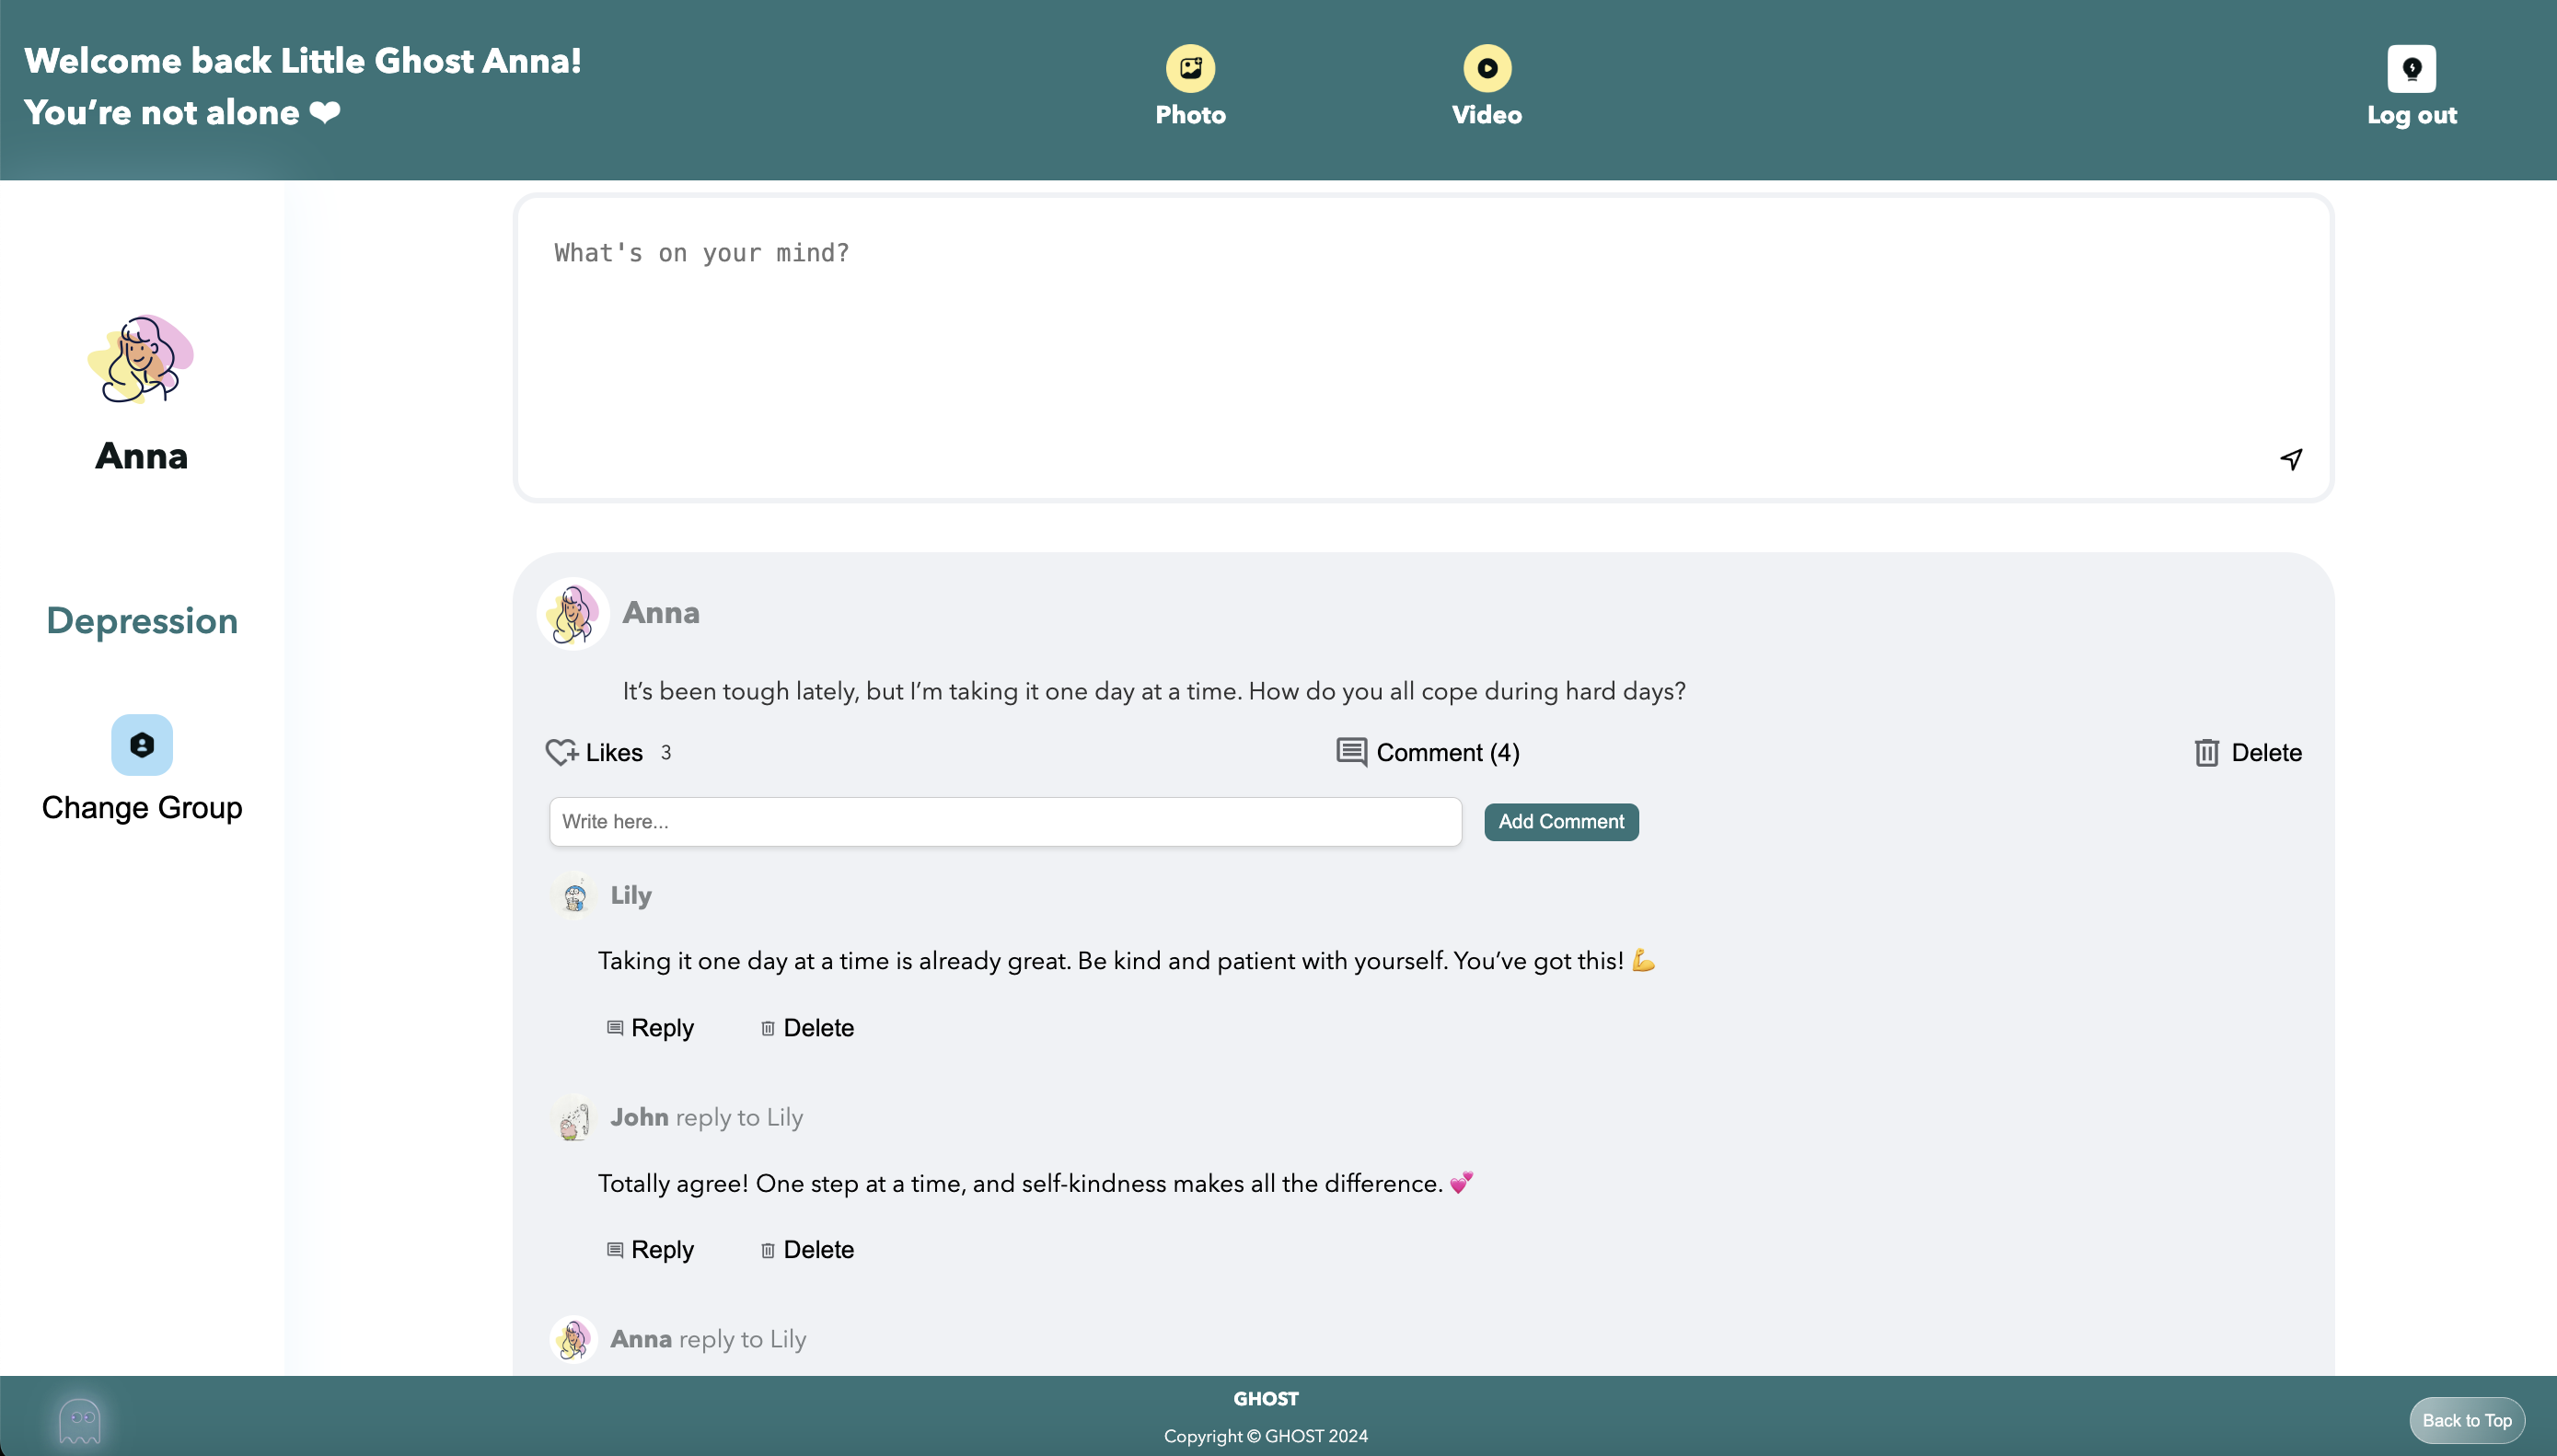 Welcome back Little Ghost Anna!
You’re not alone ❤
Photo
Video
Log out
Anna
Depression
Change Group
What's on your mind?
Anna
It’s been tough lately, but I’m taking it one day at a time. How do you all cope during hard days?
Likes 3
Comment (4)
Delete
Write here...
Add Comment
Lily
Taking it one day at a time is already great. Be kind and patient with yourself. You’ve got this! 💪
Reply
Delete
John reply to Lily
Totally agree! One step at a time, and self-kindness makes all the difference. 💕
Reply
Delete
Anna reply to Lily
GHOST
Copyright © GHOST 2024
Back to Top